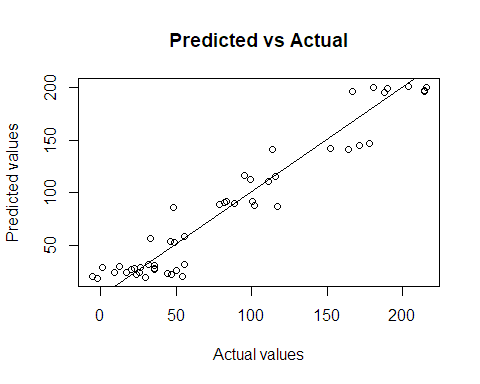 Predicted vs Actual
Predicted values
200
150
100
50
0 50 100 150 200
Actual values